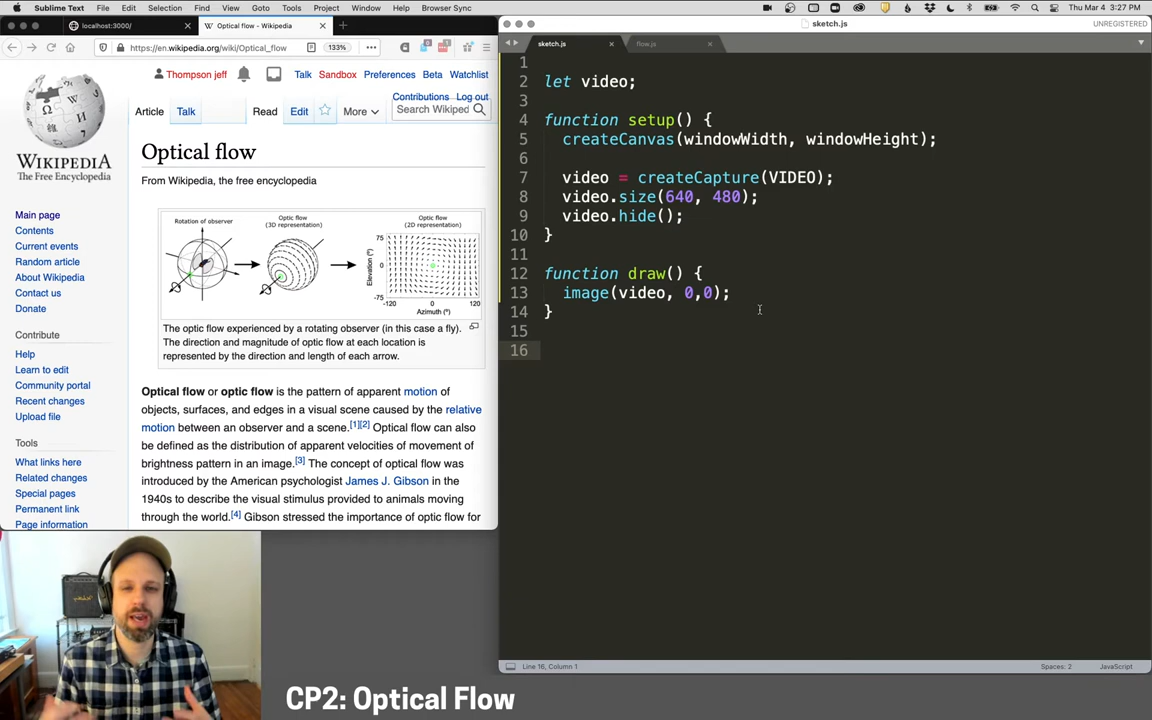 Sublime Text File Edit Selection Find View Goto Tools Project Window Help Browser Sync
Thu Mar 4 3:27 PM
localhost:3000/
Optical flow - Wikipedia
https://en.wikipedia.org/wiki/Optical_flow
133%
Thompson jeff Talk Sandbox Preferences Beta Watchlist
Contributions Log out
Article Talk Read Edit More
Search Wikiped
WIKIPEDIA
The Free Encyclopedia
Main page
Contents
Current events
Random article
About Wikipedia
Contact us
Donate
Contribute
Help
Learn to edit
Community portal
Recent changes
Upload file
Tools
What links here
Related changes
Special pages
Permanent link
Page information
Optical flow
From Wikipedia, the free encyclopedia
Rotation of observer
Optic flow
(3D representation)
Optic flow
(2D representation)
Elevation (º)
75
0
-75
-120 0 120
Azimuth (º)
The optic flow experienced by a rotating observer (in this case a fly).
The direction and magnitude of optic flow at each location is
represented by the direction and length of each arrow.
Optical flow or optic flow is the pattern of apparent motion of
objects, surfaces, and edges in a visual scene caused by the relative
motion between an observer and a scene.[1][2] Optical flow can also
be defined as the distribution of apparent velocities of movement of
brightness pattern in an image.[3] The concept of optical flow was
introduced by the American psychologist James J. Gibson in the
1940s to describe the visual stimulus provided to animals moving
through the world.[4] Gibson stressed the importance of optic flow for
sketch.js
UNREGISTERED
sketch.js flow.js
1
2 let video;
3
4 function setup() {
5 createCanvas(windowWidth, windowHeight);
6
7 video = createCapture(VIDEO);
8 video.size(640, 480);
9 video.hide();
10 }
11
12 function draw() {
13 image(video, 0,0);
14 }
15
16
Line 16, Column 1
Spaces: 2
JavaScript
CP2: Optical Flow